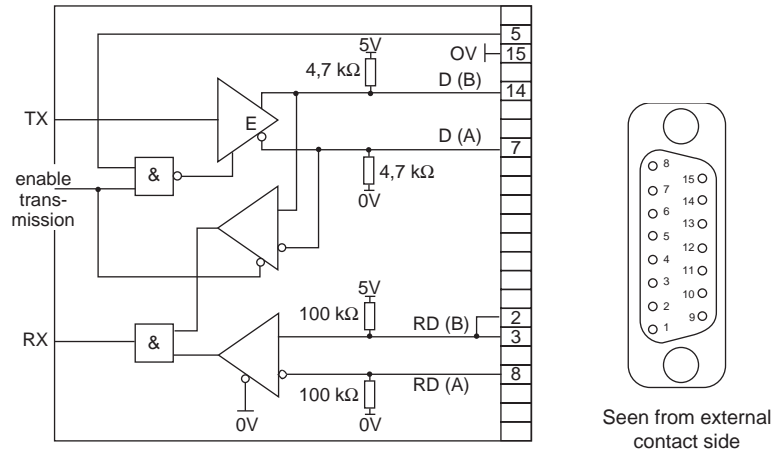 5
5V
OV
15
4,7 kΩ
D (B)
14
TX
E
D (A)
7
&
4,7 kΩ
enable
trans-
mission
0V
5V
100 kΩ
RD (B)
2
3
RX
&
8
100 kΩ
RD (A)
0V
0V
8
15
7
14
6
13
5
12
4
11
3
10
2
9
1
Seen from external
contact side